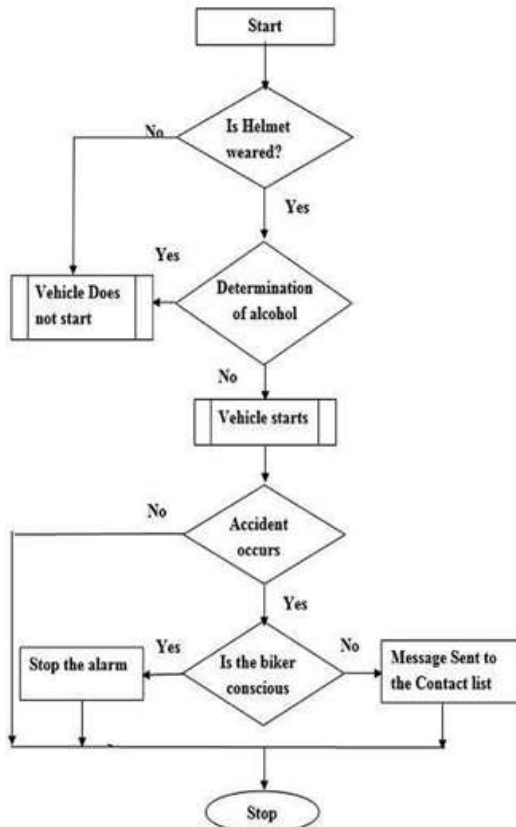 Start
No
Is Helmet
weared?
Yes
Yes
Vehicle Does
not start
Determination
of alcohol
No
Vehicle starts
No
Accident
occurs
Yes
Yes
Stop the alarm
Is the biker
conscious
No
Message Sent to
the Contact list
Stop